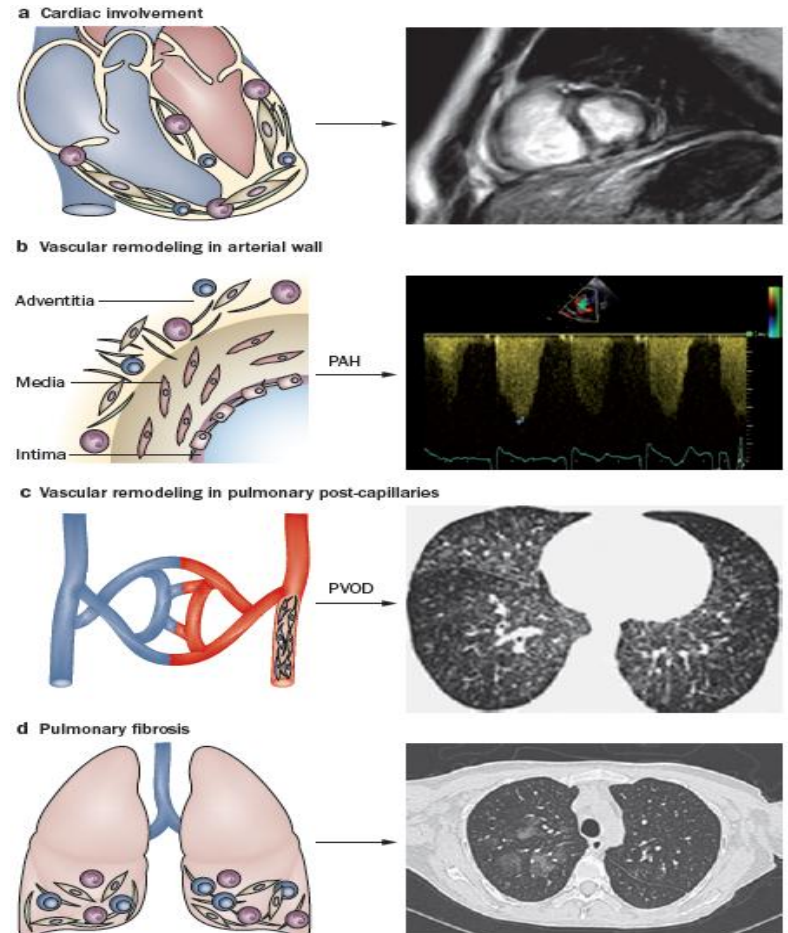 a Cardiac involvement
b Vascular remodeling in arterial wall
Adventitia
Media
Intima
PAH
c Vascular remodeling in pulmonary post-capillaries
PVOD
d Pulmonary fibrosis